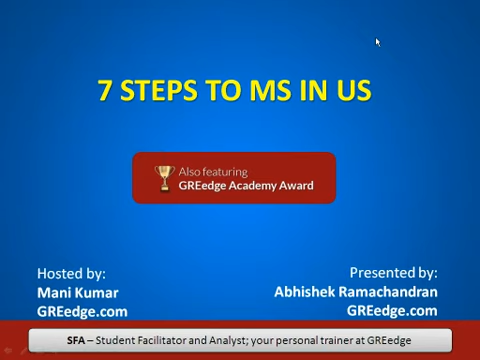 7 STEPS TO MS IN US
Also featuring
GREedge Academy Award
Hosted by:
Mani Kumar
GREedge.com
Presented by:
Abhishek Ramachandran
GREedge.com
SFA – Student Facilitator and Analyst; your personal trainer at GREedge